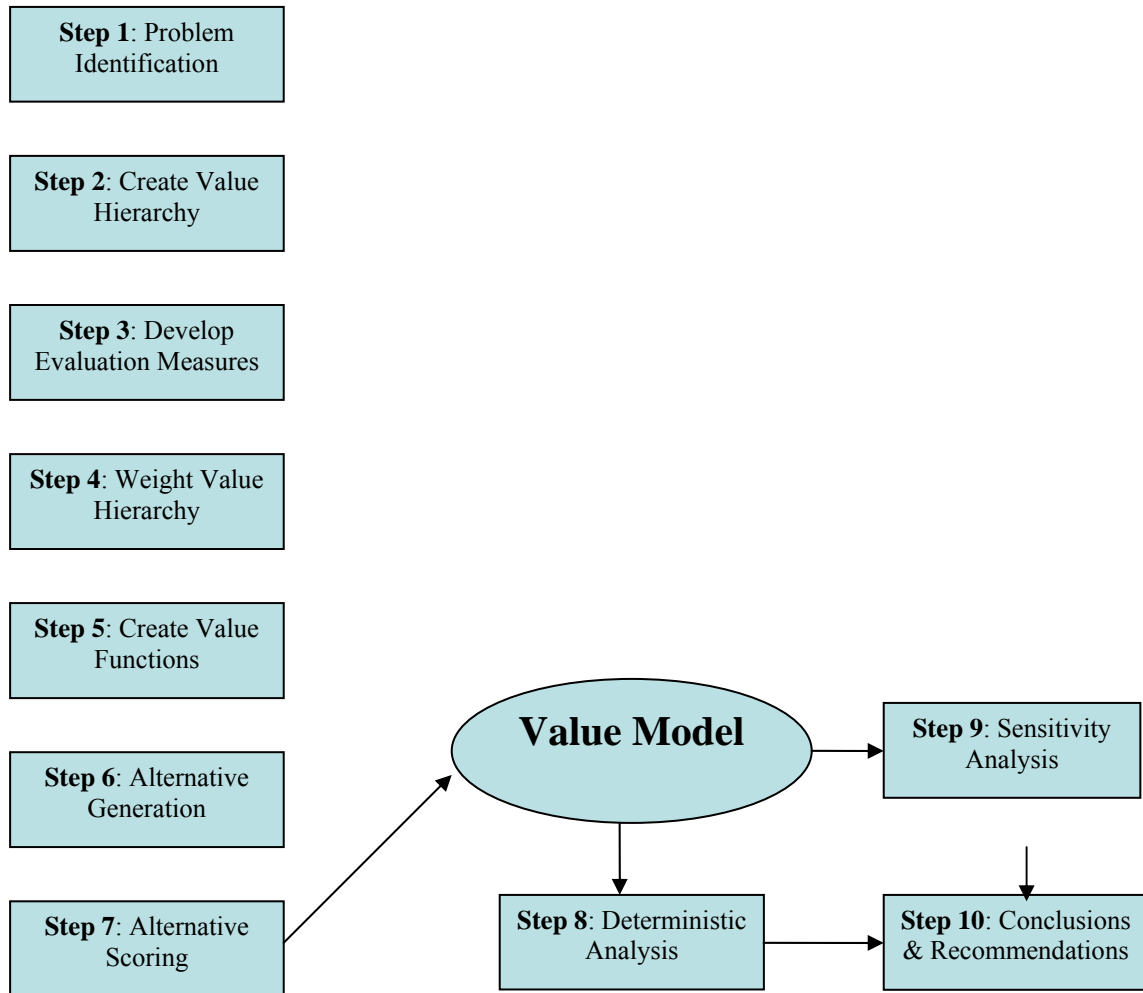 Step 1: Problem
Identification
Step 2: Create Value
Hierarchy
Step 3: Develop
Evaluation Measures
Step 4: Weight Value
Hierarchy
Step 5: Create Value
Functions
Step 6: Alternative
Generation
Step 7: Alternative
Scoring
Value Model
Step 8: Deterministic
Analysis
Step 9: Sensitivity
Analysis
Step 10: Conclusions
& Recommendations